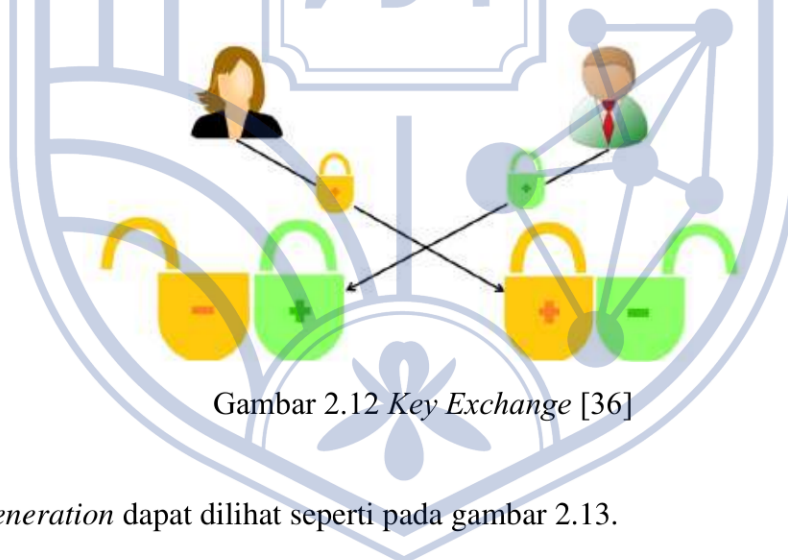 Gambar 2.12 Key Exchange [36]
eneration dapat dilihat seperti pada gambar 2.13.